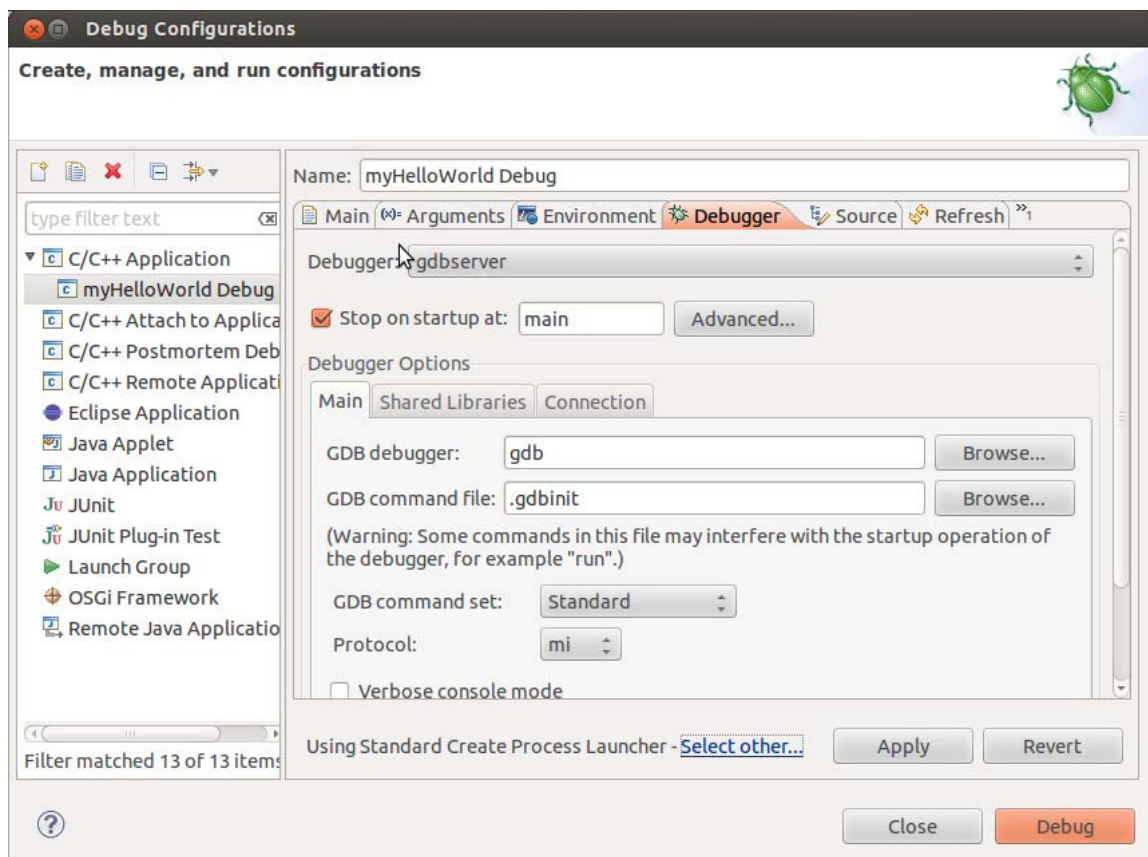 Debug Configurations
Create, manage, and run configurations
type filter text
C/C++ Application
myHelloWorld Debug
C/C++ Attach to Applica
C/C++ Postmortem Deb
C/C++ Remote Applicati
Eclipse Application
Java Applet
Java Application
Ju JUnit
JUnit Plug-in Test
Launch Group
OSGi Framework
Remote Java Applicatio
Filter matched 13 of 13 items
Name: myHelloWorld Debug
Main (x)= Arguments Environment Debugger Source Refresh »1
Debugger: gdbserver
Stop on startup at: main Advanced...
Debugger Options
Main Shared Libraries Connection
GDB debugger: gdb Browse...
GDB command file: .gdbinit Browse...
(Warning: Some commands in this file may interfere with the startup operation of
the debugger, for example "run".)
GDB command set: Standard
Protocol: mi
Verbose console mode
Using Standard Create Process Launcher - Select other... Apply Revert
? Close Debug